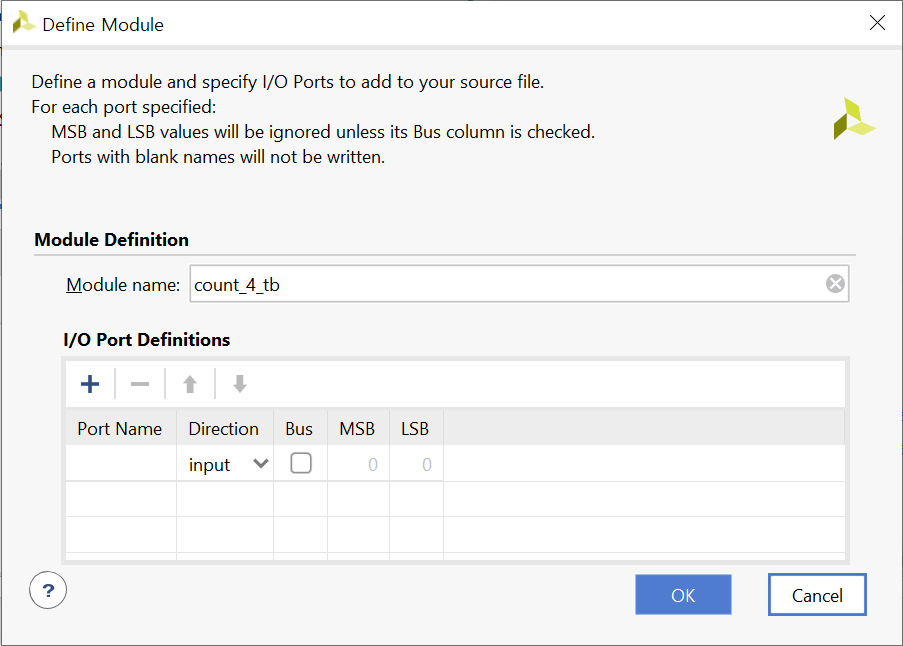 Define Module
Define a module and specify I/O Ports to add to your source file.
For each port specified:
MSB and LSB values will be ignored unless its Bus column is checked.
Ports with blank names will not be written.
Module Definition
Module name: count_4_tb
I/O Port Definitions
Port Name Direction Bus MSB LSB
input 0 0
? OK Cancel